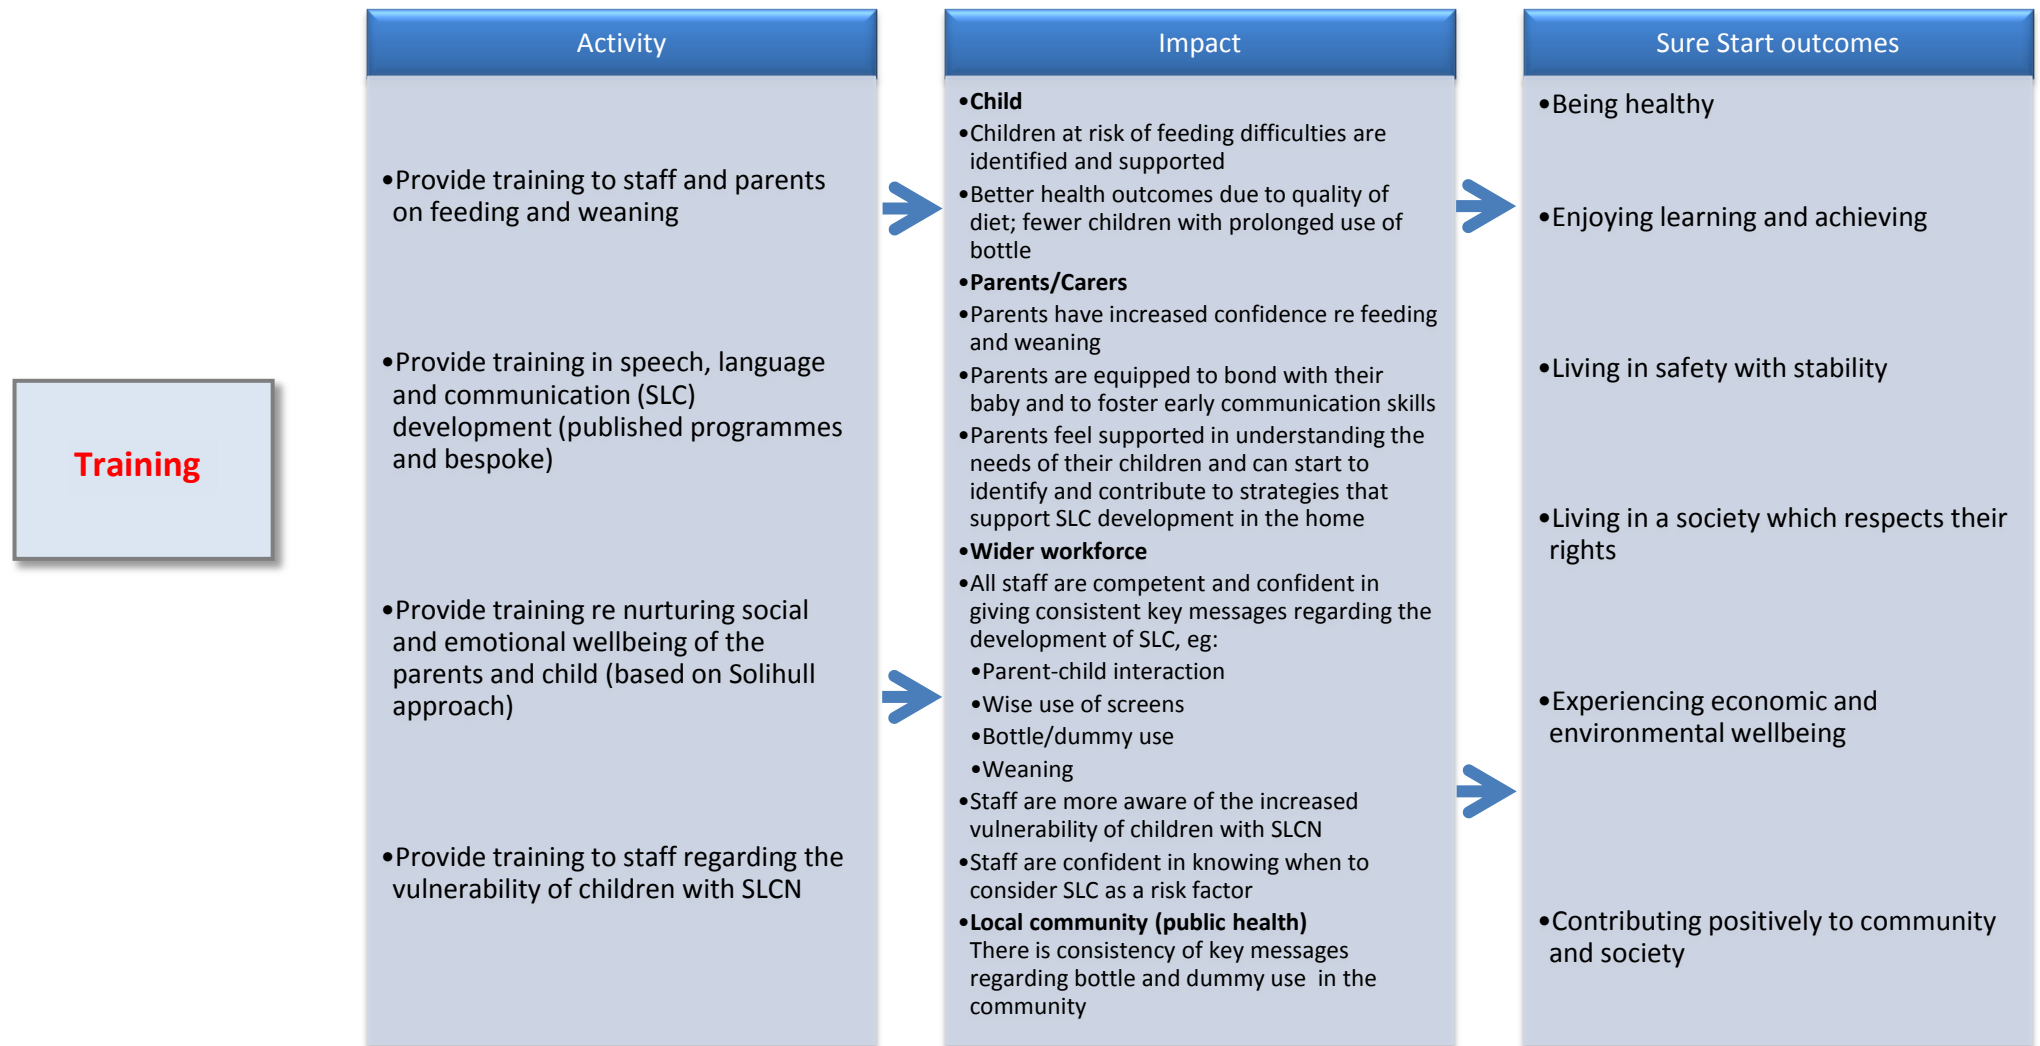 Training
Activity
•Provide training to staff and parents
on feeding and weaning
•Provide training in speech, language
and communication (SLC)
development (published programmes
and bespoke)
•Provide training re nurturing social
and emotional wellbeing of the
parents and child (based on Solihull
approach)
•Provide training to staff regarding the
vulnerability of children with SLCN
Impact
•Child
•Children at risk of feeding difficulties are
identified and supported
•Better health outcomes due to quality of
diet; fewer children with prolonged use of
bottle
•Parents/Carers
•Parents have increased confidence re feeding
and weaning
•Parents are equipped to bond with their
baby and to foster early communication skills
•Parents feel supported in understanding the
needs of their children and can start to
identify and contribute to strategies that
support SLC development in the home
•Wider workforce
•All staff are competent and confident in
giving consistent key messages regarding the
development of SLC, eg:
•Parent-child interaction
•Wise use of screens
•Bottle/dummy use
•Weaning
•Staff are more aware of the increased
vulnerability of children with SLCN
•Staff are confident in knowing when to
consider SLC as a risk factor
•Local community (public health)
There is consistency of key messages
regarding bottle and dummy use in the
community
Sure Start outcomes
•Being healthy
•Enjoying learning and achieving
•Living in safety with stability
•Living in a society which respects their
rights
•Experiencing economic and
environmental wellbeing
•Contributing positively to community
and society